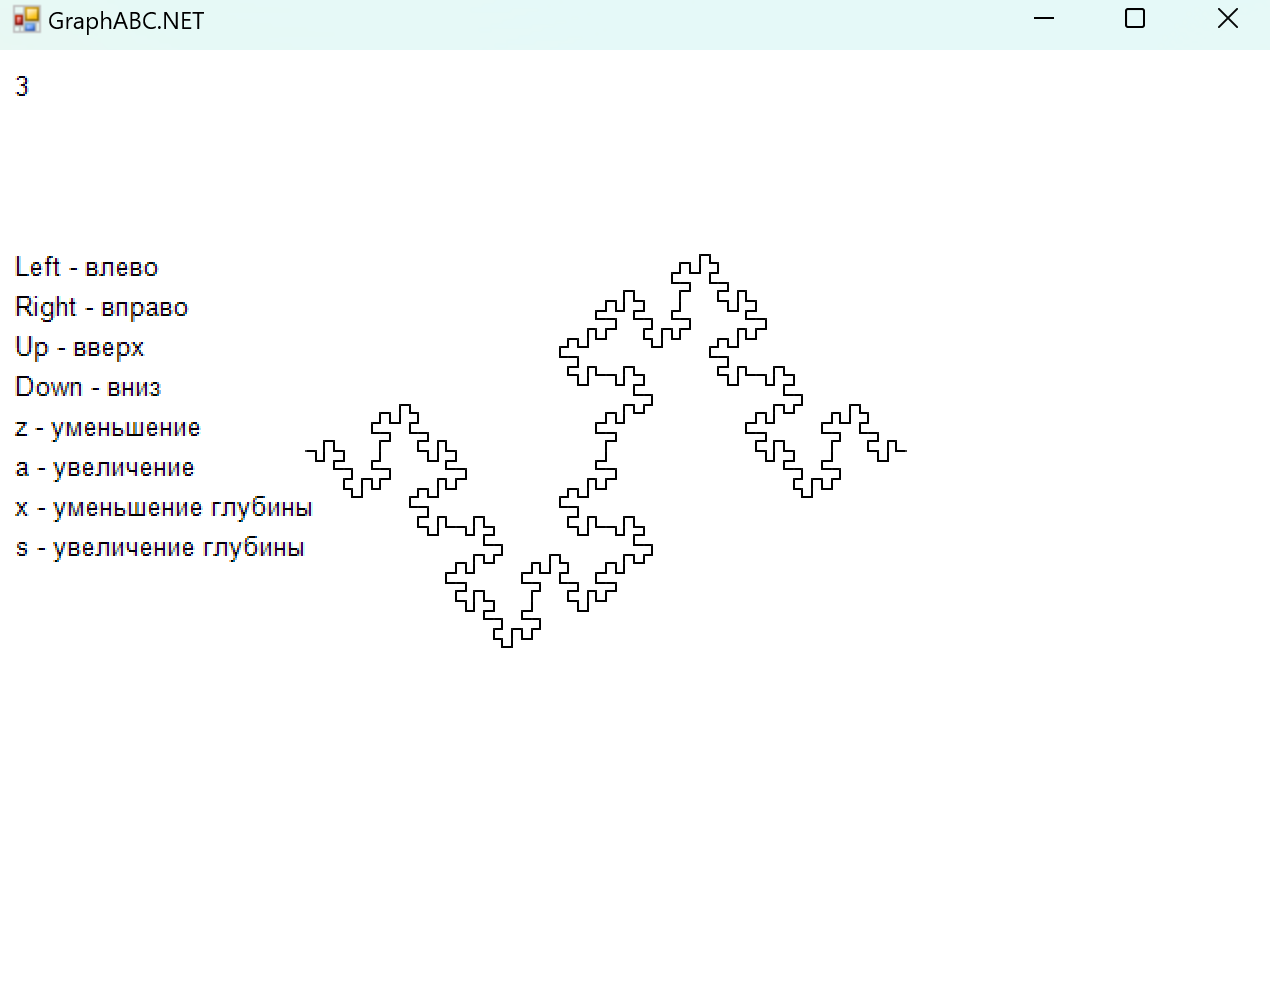 GraphABC.NET
3
Left - влево
Right - вправо
Up - вверх
Down - вниз
z - уменьшение
a - увеличение
x - уменьшение глубины
s - увеличение глубины